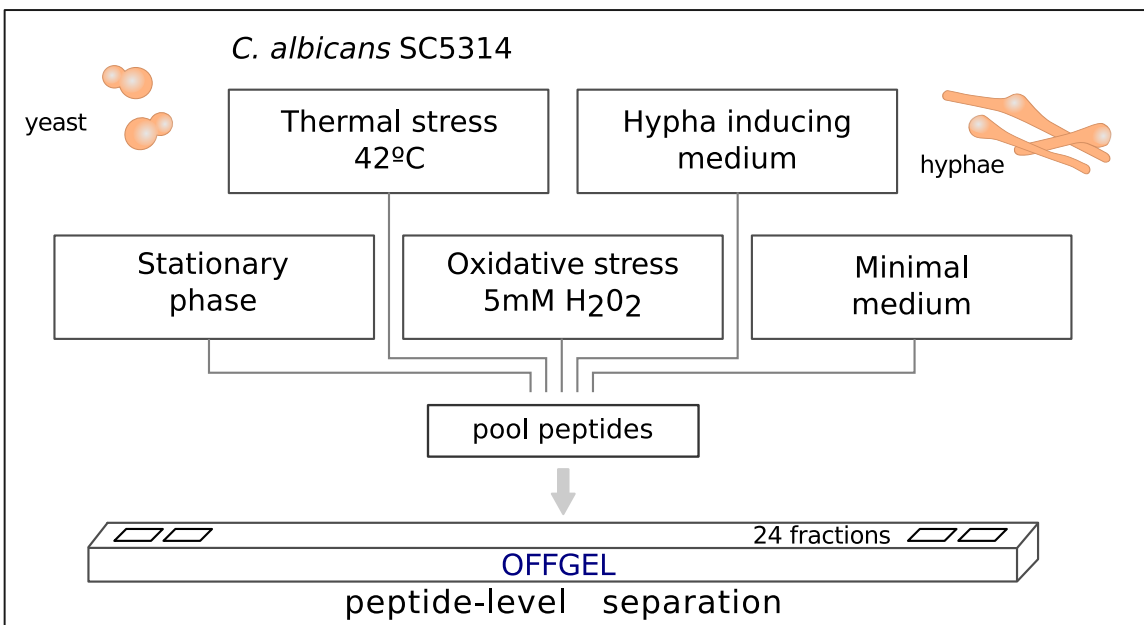 C. albicans SC5314
yeast
Thermal stress
42ºC
Hypha inducing
medium
hyphae
Stationary
phase
Oxidative stress
5mM H202
Minimal
medium
pool peptides
24 fractions
OFFGEL
peptide-level separation